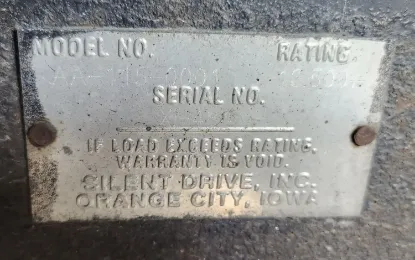 MODEL NO. RATING
SERIAL NO.
IF LOAD EXCEEDS RATING,
WARRANTY IS VOID.
SILENT DRIVE, INC.
ORANGE CITY, IOWA